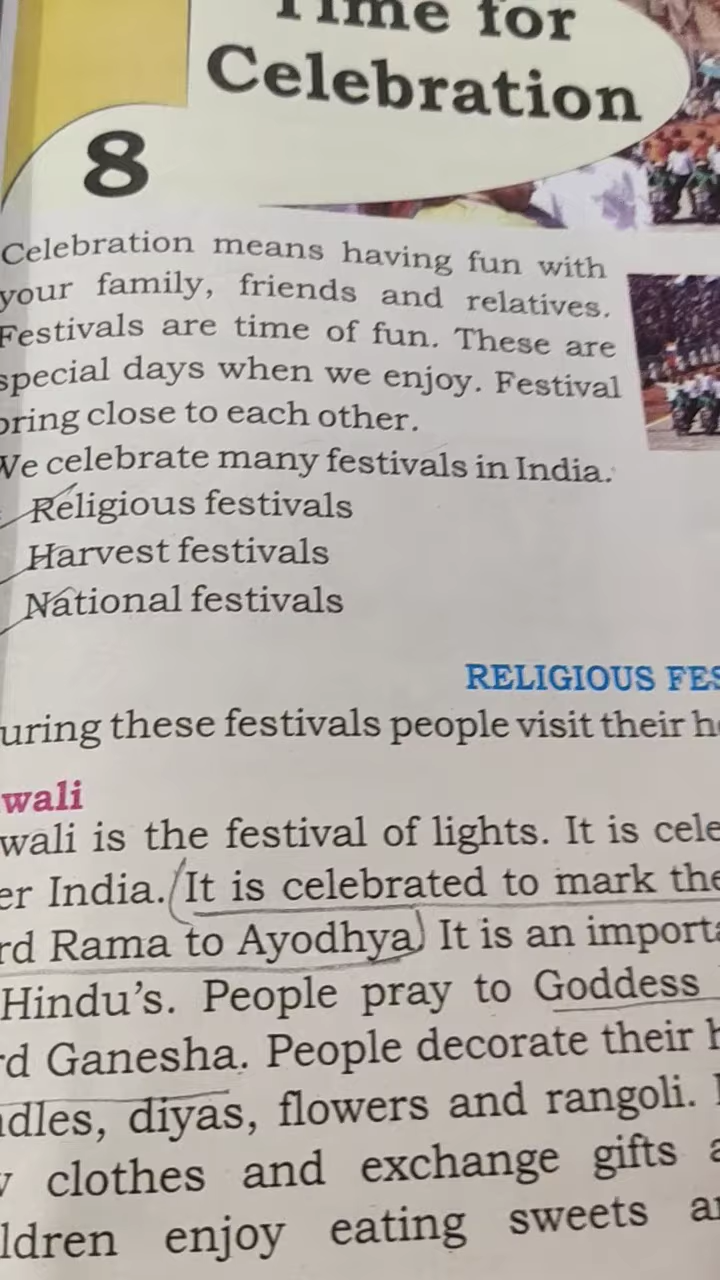 Time for
Celebration
8
Celebration means having fun with
your family, friends and relatives.
Festivals are time of fun. These are
special days when we enjoy. Festival
bring close to each other.
We celebrate many festivals in India.
Religious festivals
Harvest festivals
National festivals
RELIGIOUS FES
uring these festivals people visit their h
wali
wali is the festival of lights. It is cele
er India. It is celebrated to mark the
rd Rama to Ayodhya It is an importa
Hindu's. People pray to Goddess
rd Ganesha. People decorate their h
dles, diyas, flowers and rangoli.
clothes and exchange gifts a
ldren enjoy eating sweets an